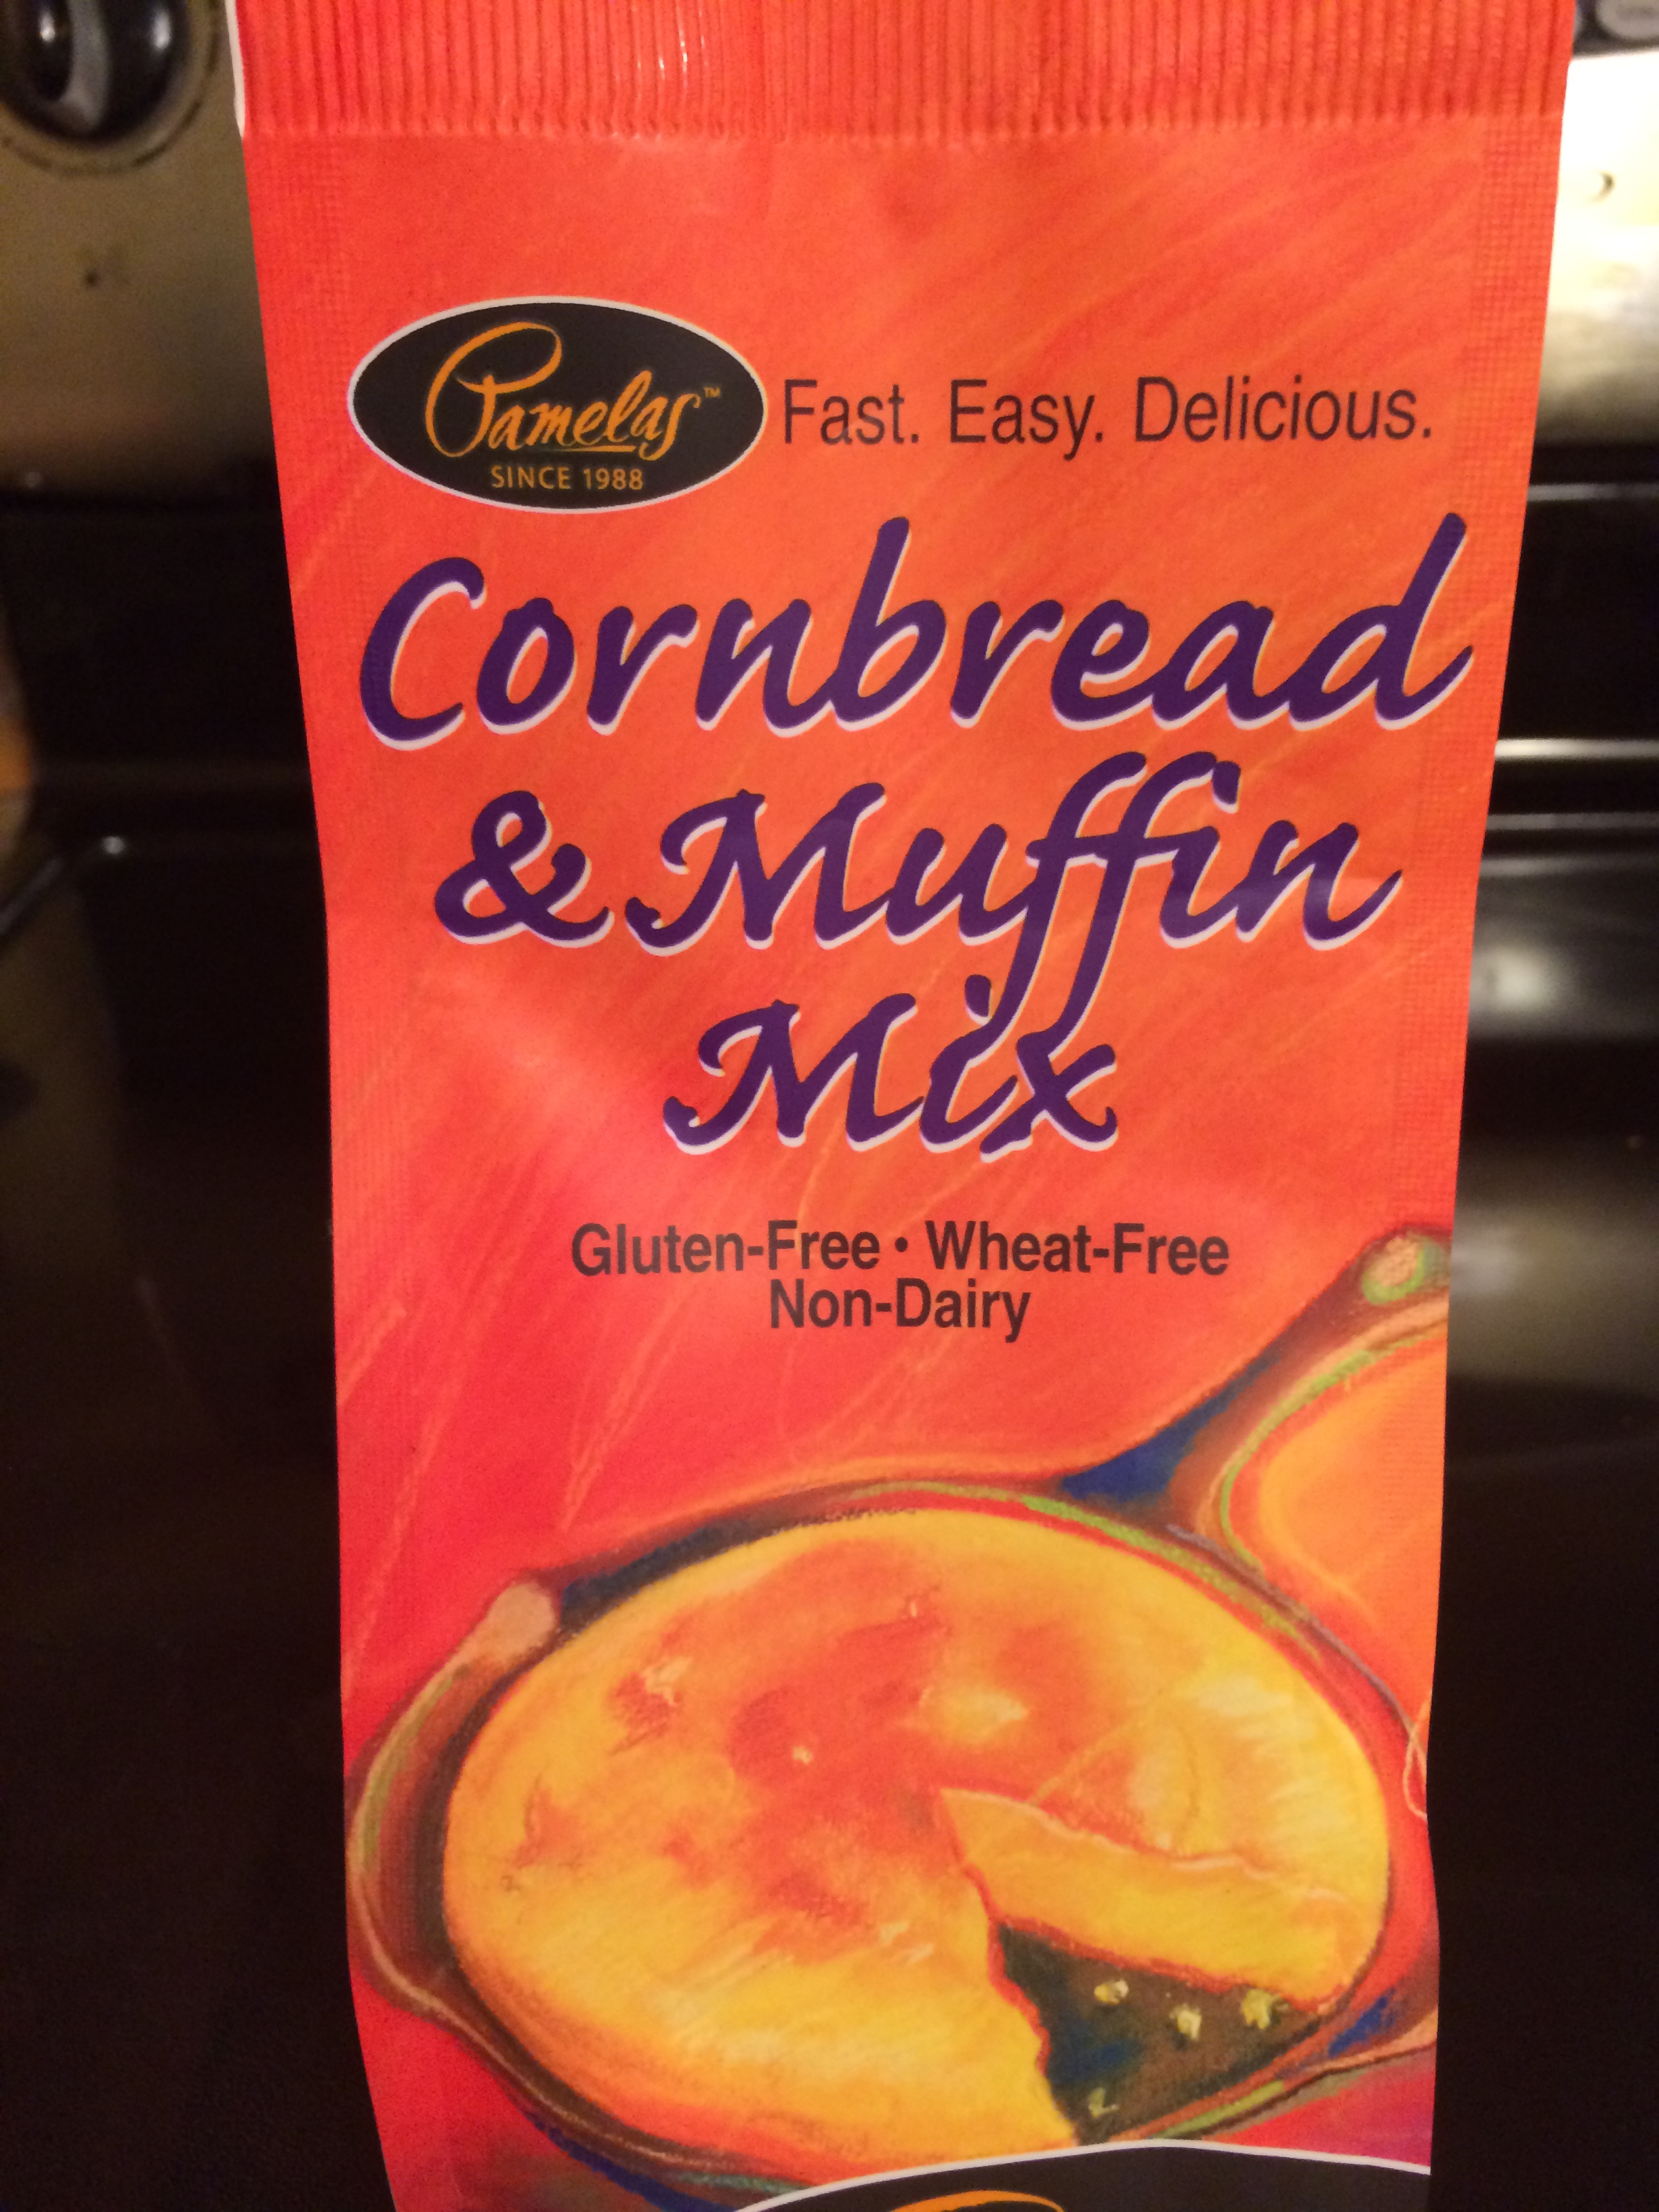 Pamela's™
SINCE 1988
Fast. Easy. Delicious.
Cornbread
& Muffin
Mix
Gluten-Free • Wheat-Free
Non-Dairy